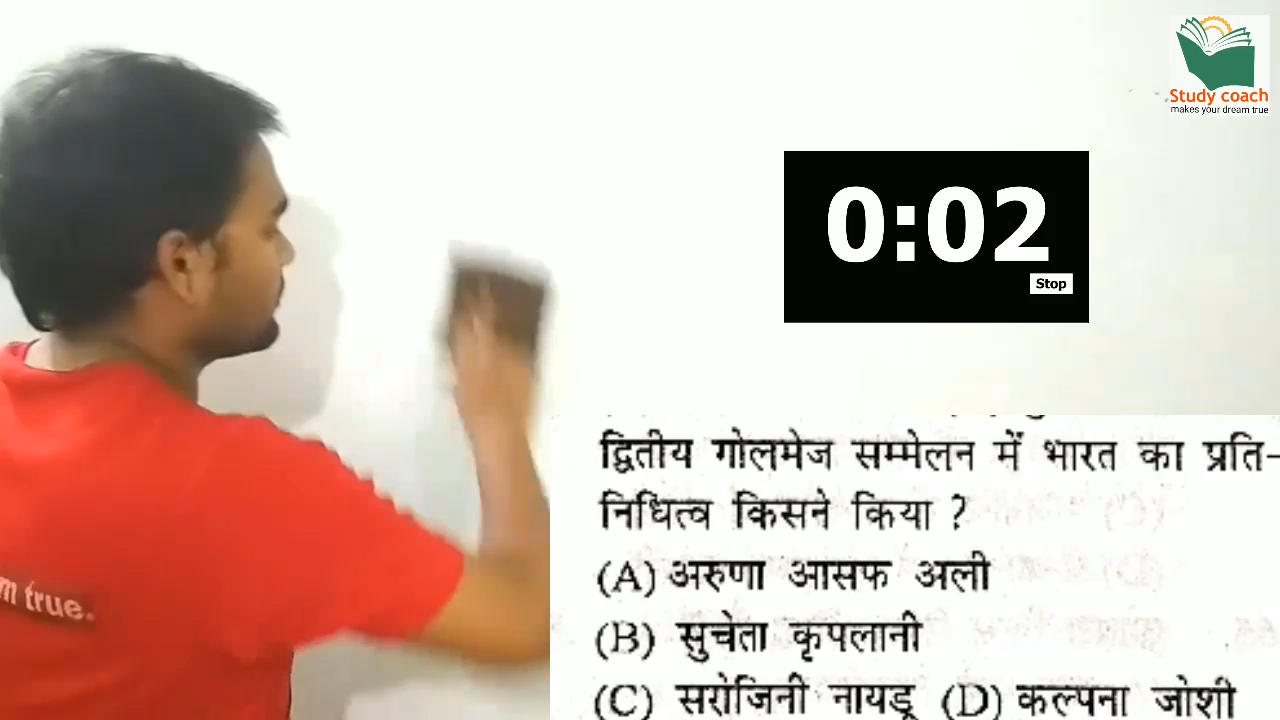 Study coach
makes your dream true
0:02
Stop
m true.
द्वितीय गोलमेज सम्मेलन में भारत का प्रति-
निधित्व किसने किया ?
(A) अरुणा आसफ अली
(B) सुचेता कृपलानी
(C) सरोजिनी नायडू (D) कल्पना जोशी